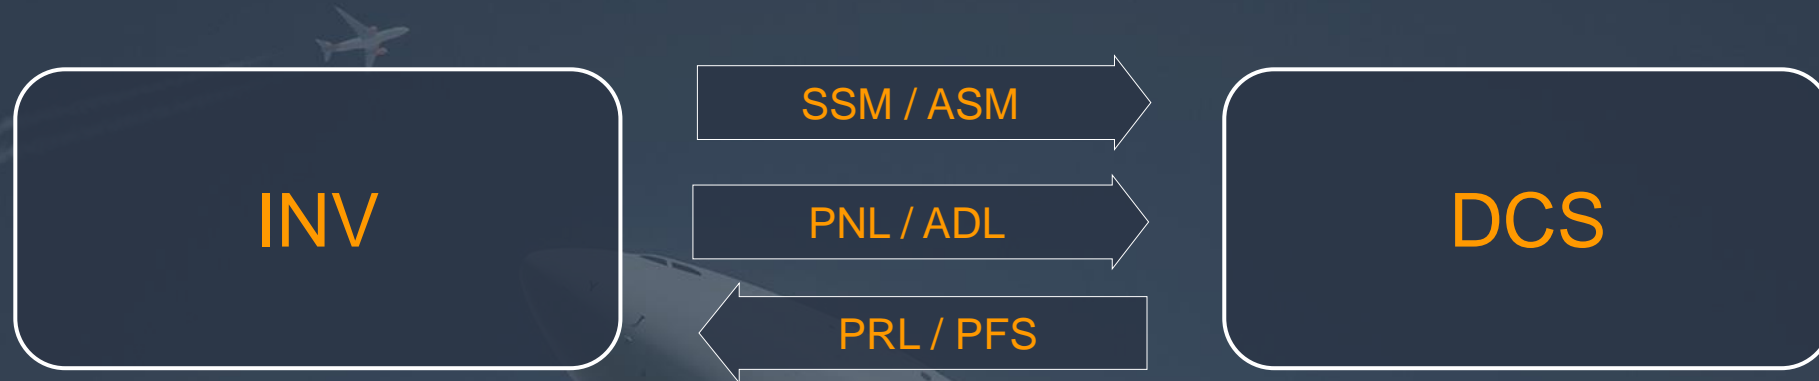 INV
SSM / ASM
PNL / ADL
PRL / PFS
DCS